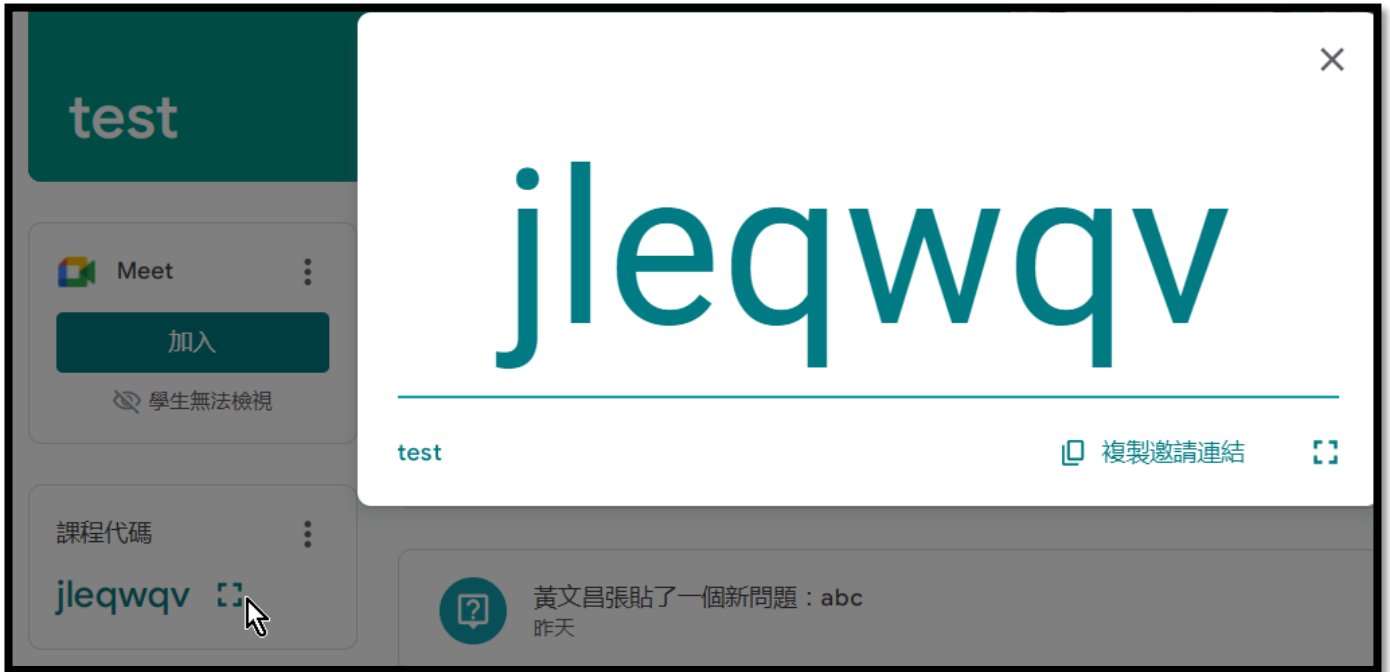 test
Meet
加入
學生無法檢視
課程代碼
jleqwqv
jleqwqv
test
複製邀請連結
黃文昌張貼了一個新問題：abc
昨天